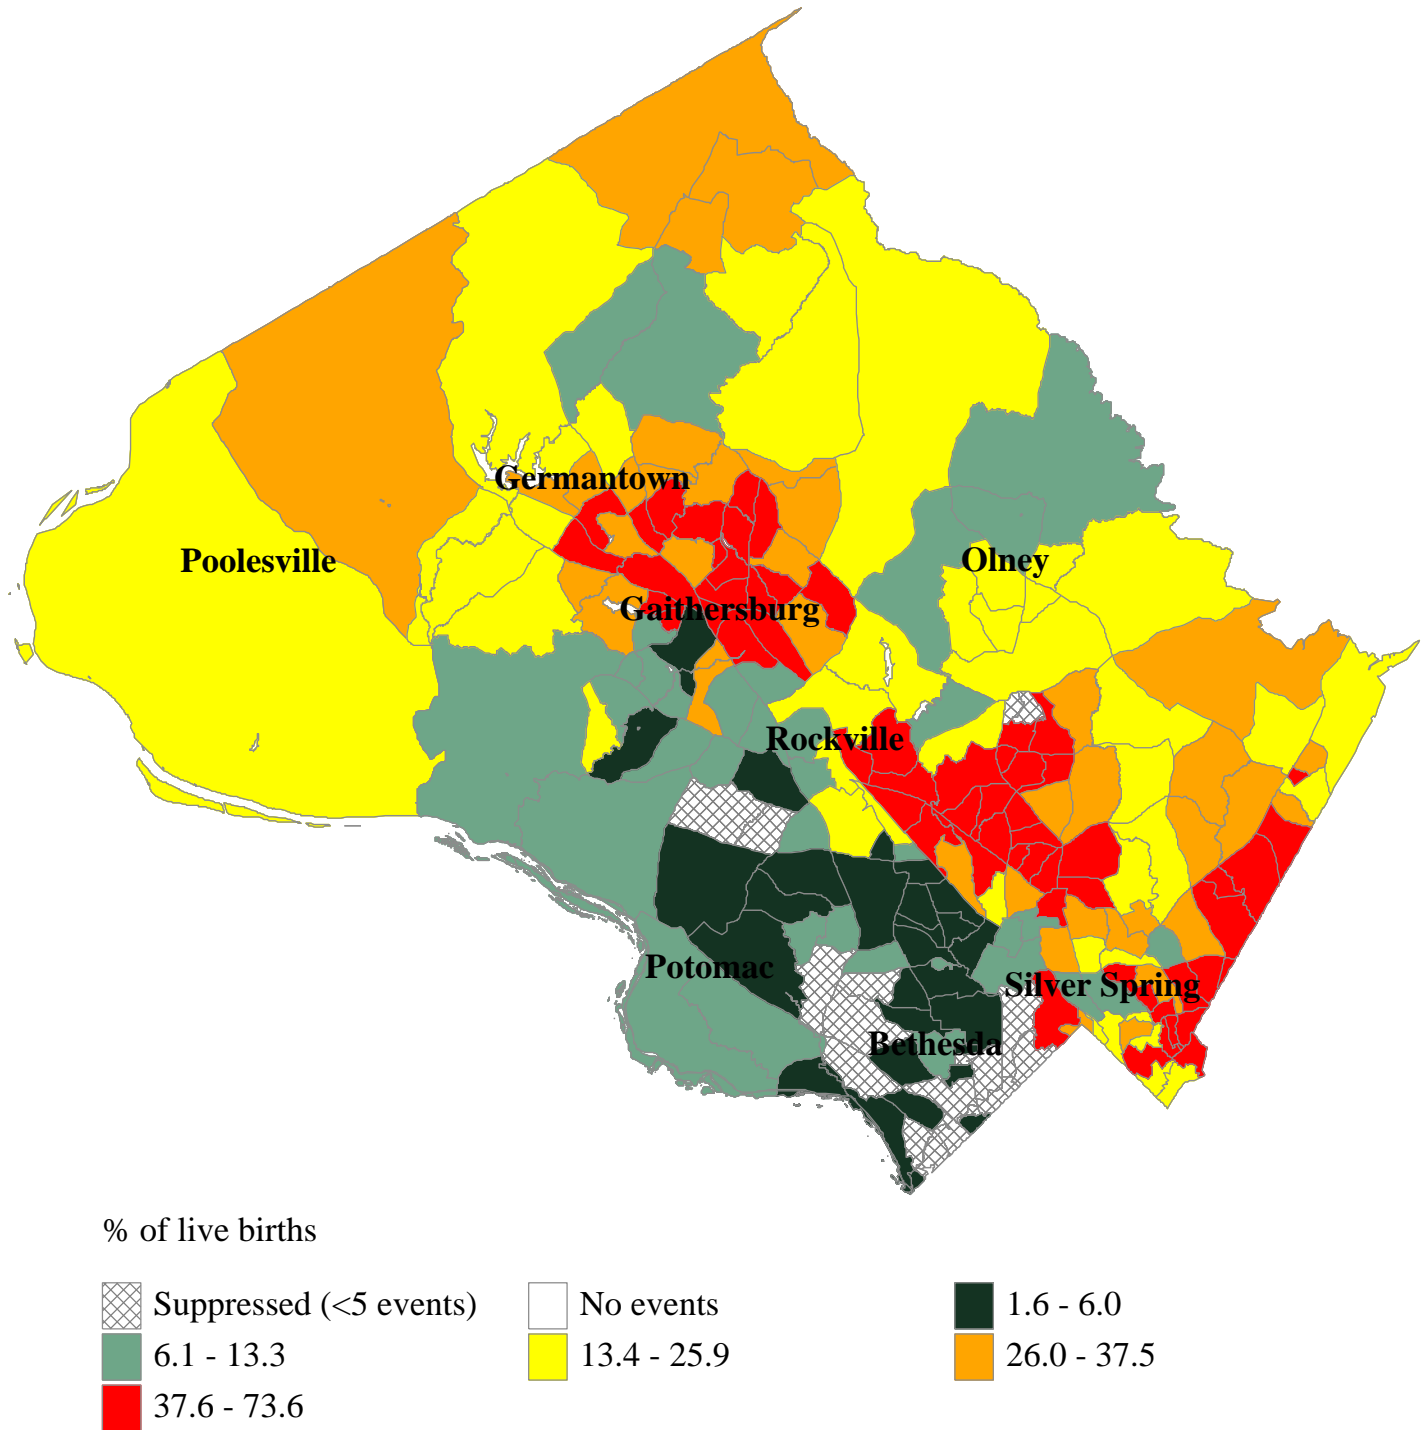 Germantown
Poolesville
Olney
Gaithersburg
Rockville
Potomac
Silver Spring
Bethesda
% of live births
Suppressed (<5 events)
No events
1.6 - 6.0
6.1 - 13.3
13.4 - 25.9
26.0 - 37.5
37.6 - 73.6